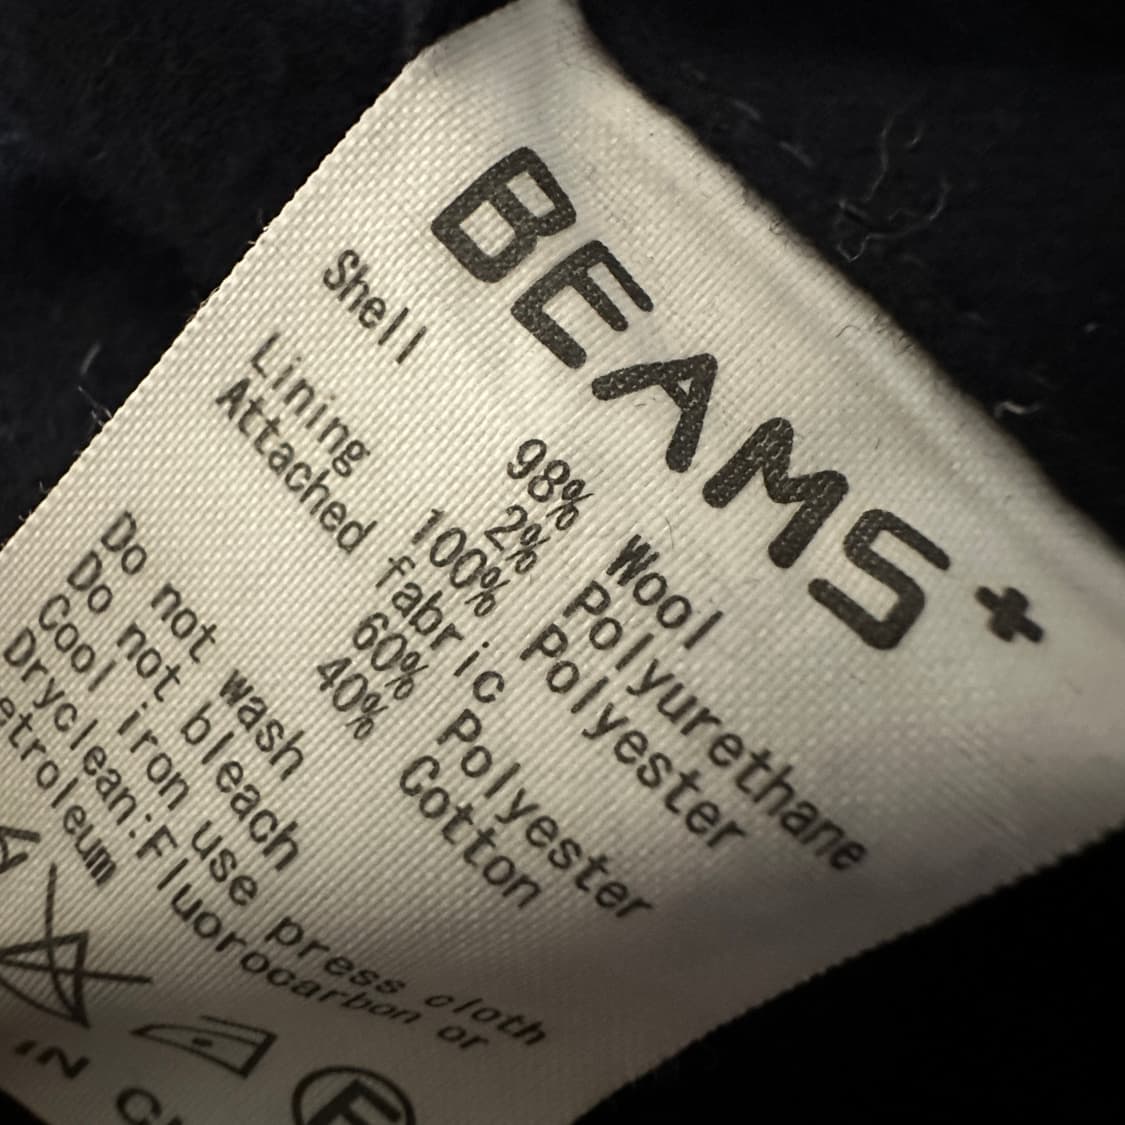 BEAMS+
Shell 98% Wool
2% Polyurethane
Lining 100% Polyester
Attached fabric
60% Polyester
40% Cotton
Do not wash
Do not bleach
Cool iron use press cloth
Dryclean:Fluorocarbon or
etroleum
F
IN C